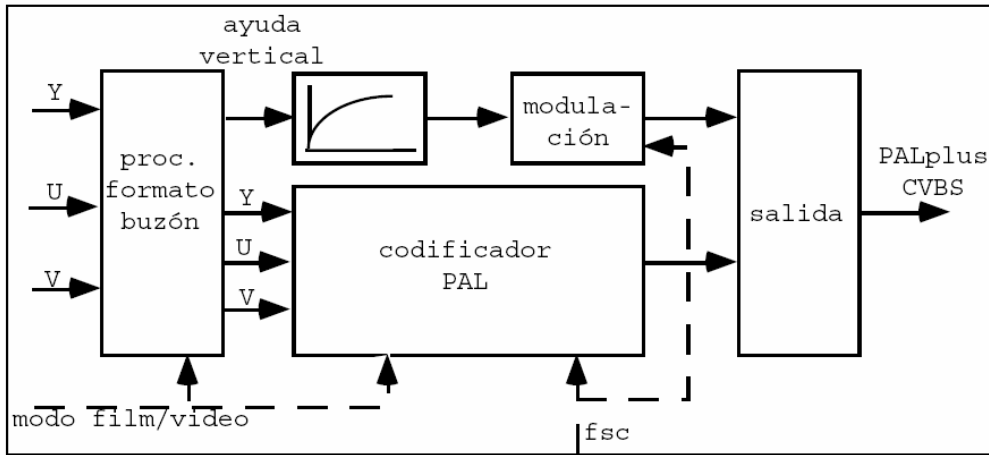 ayuda
vertical
Y
U
V
proc.
formato
buzón
modula-
ción
Y
U
V
codificador
PAL
salida
PALplus
CVBS
modo film/video
fsc